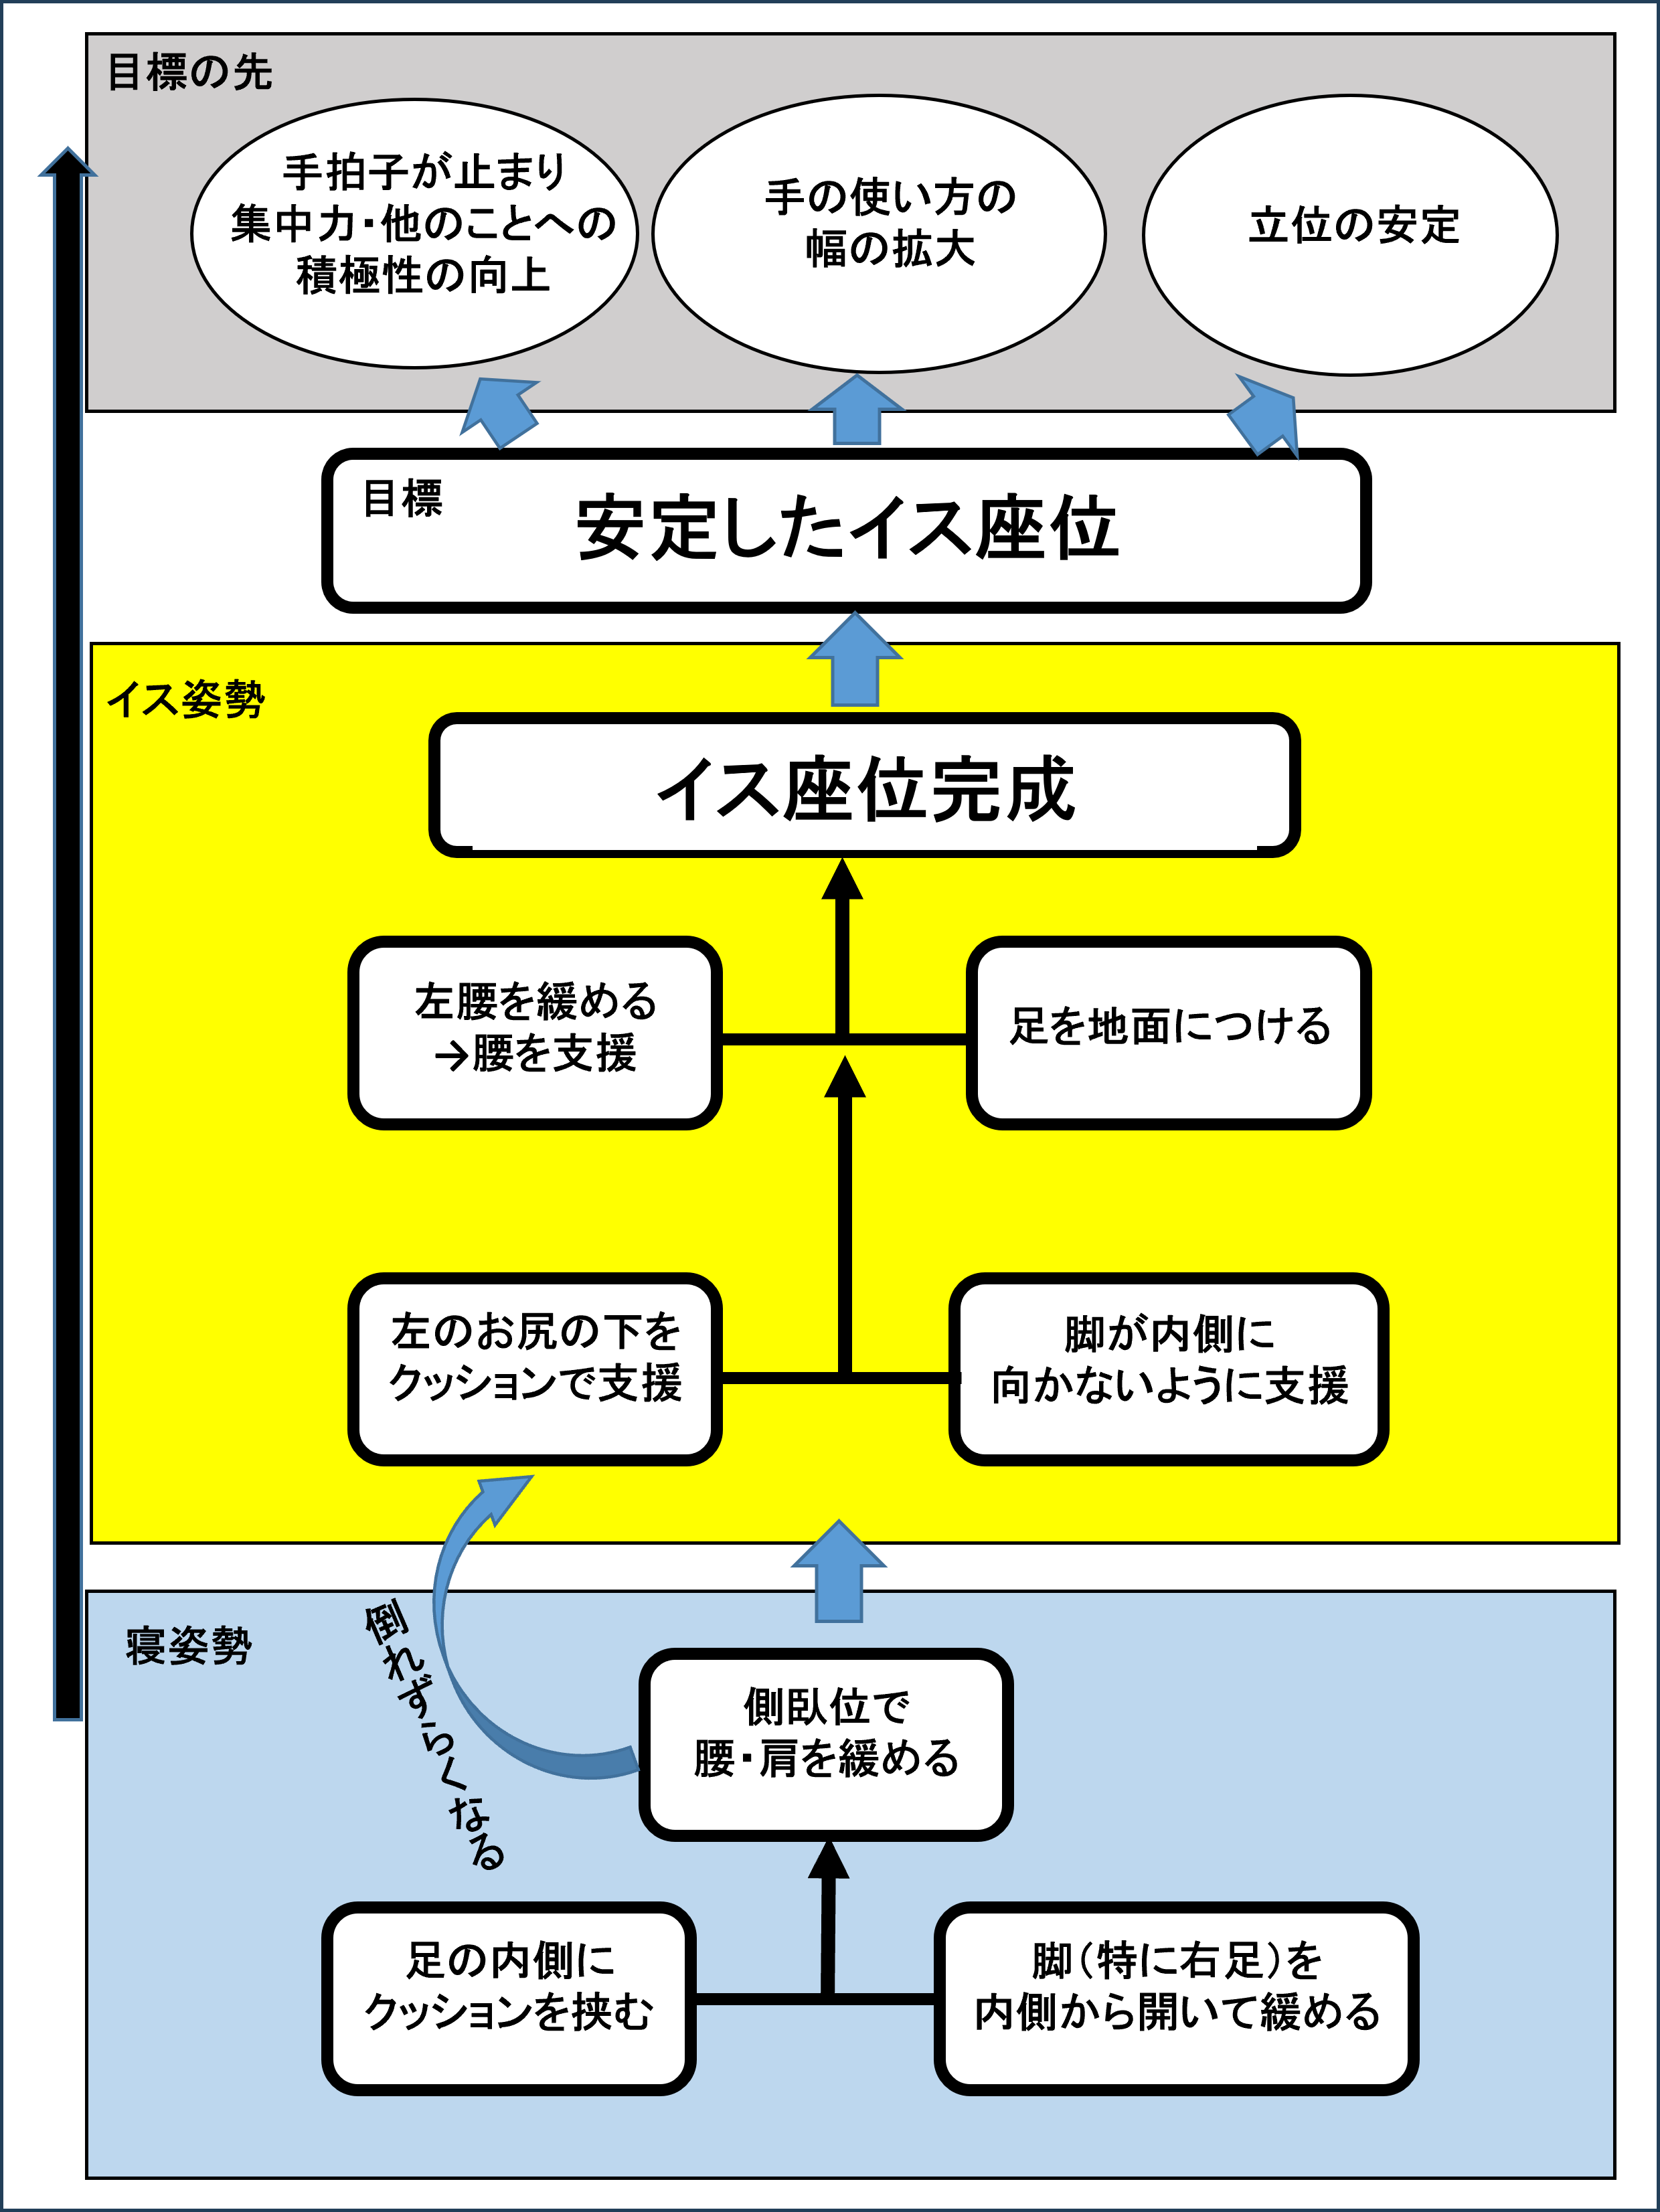 目標の先
手拍子が止まり
集中力・他のことへの
積極性の向上
手の使い方の
幅の拡大
立位の安定
目標
安定したイス座位
イス姿勢
イス座位完成
左腰を緩める
→腰を支援
足を地面につける
左のお尻の下を
クッションで支援
脚が内側に
向かないように支援
寝姿勢
倒れずらくなる
側臥位で
腰・肩を緩める
足の内側に
クッションを挟む
脚（特に右足）を
内側から開いて緩める